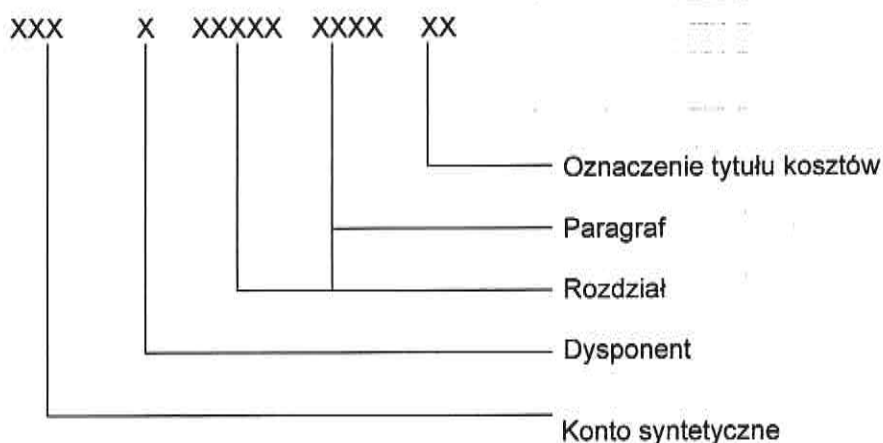 XXX X XXXXX XXXX XX
Oznaczenie tytułu kosztów
Paragraf
Rozdział
Dysponent
Konto syntetyczne